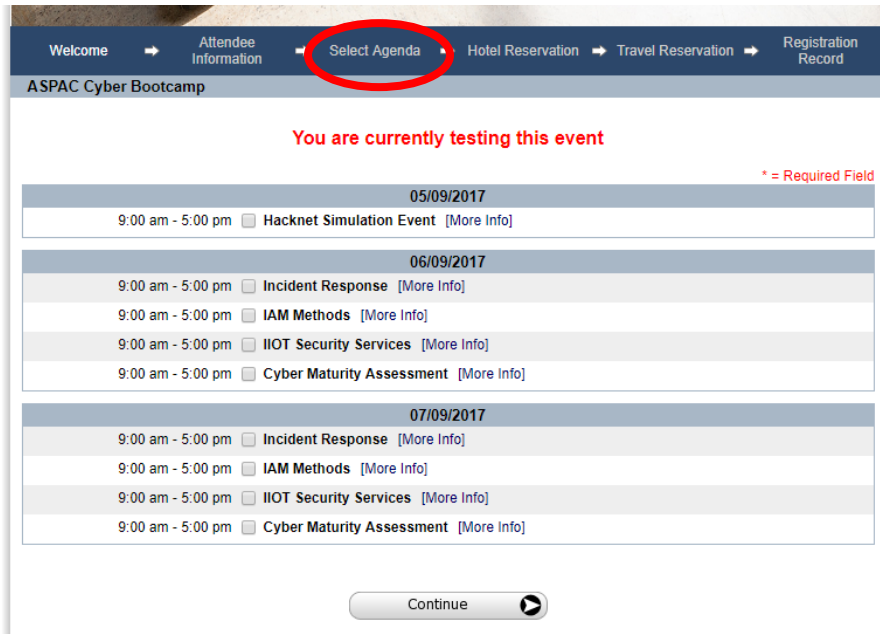 Welcome Attendee Information Select Agenda Hotel Reservation Travel Reservation Registration Record
ASPAC Cyber Bootcamp
You are currently testing this event
* = Required Field
05/09/2017
9:00 am - 5:00 pm Hacknet Simulation Event [More Info]
06/09/2017
9:00 am - 5:00 pm Incident Response [More Info]
9:00 am - 5:00 pm IAM Methods [More Info]
9:00 am - 5:00 pm IIOT Security Services [More Info]
9:00 am - 5:00 pm Cyber Maturity Assessment [More Info]
07/09/2017
9:00 am - 5:00 pm Incident Response [More Info]
9:00 am - 5:00 pm IAM Methods [More Info]
9:00 am - 5:00 pm IIOT Security Services [More Info]
9:00 am - 5:00 pm Cyber Maturity Assessment [More Info]
Continue